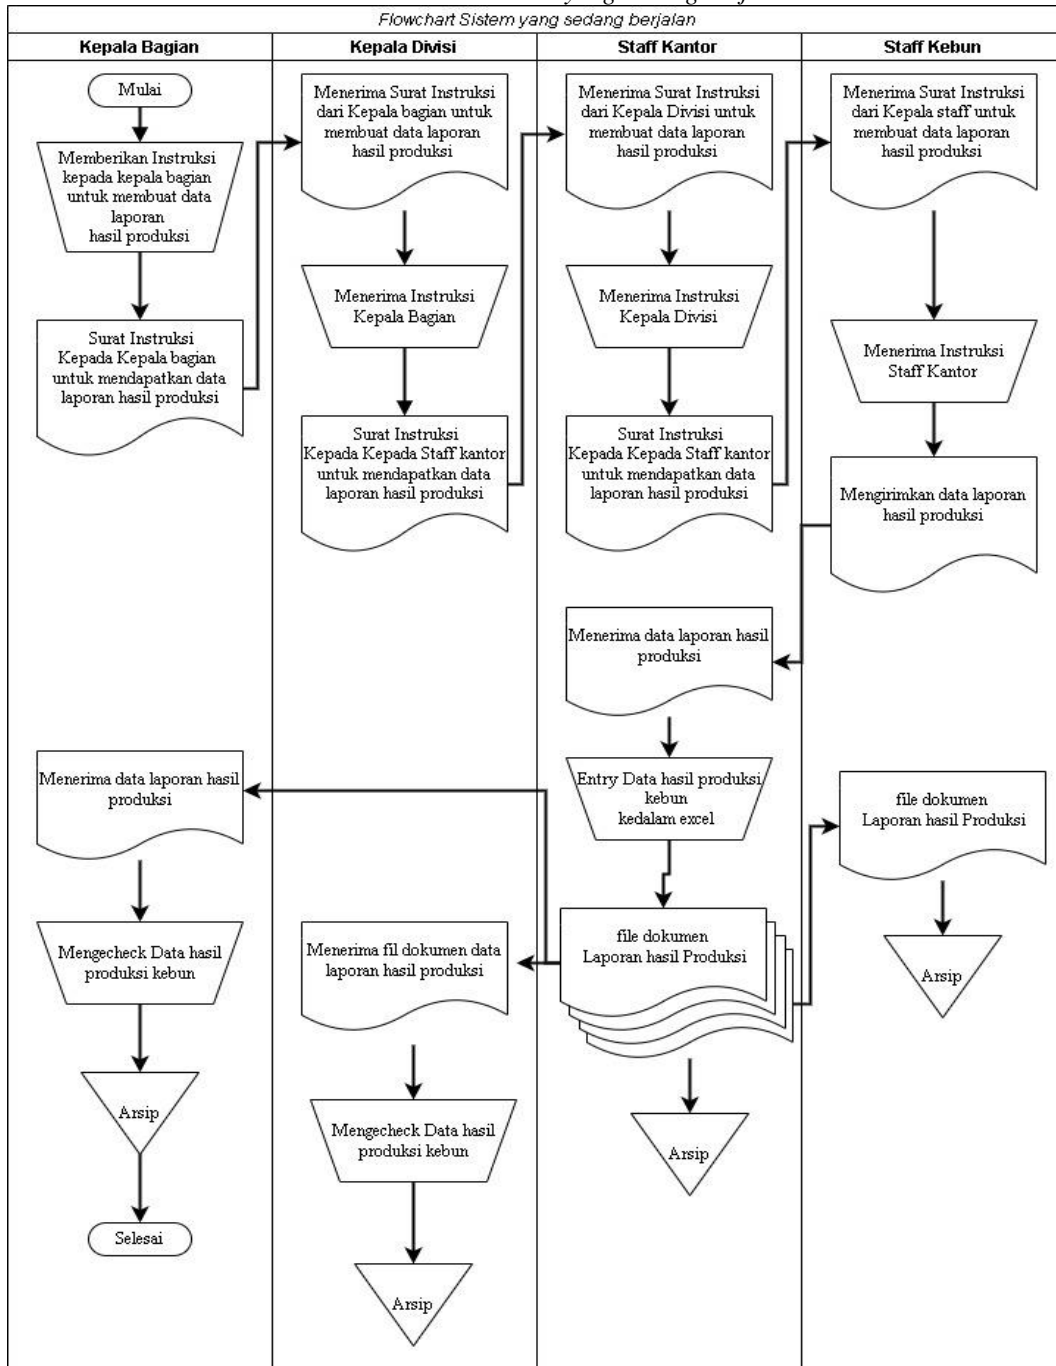 Flowchart Sistem yang sedang berjalan
Kepala Bagian
Kepala Divisi
Staff Kantor
Staff Kebun
Mulai
Memberikan Instruksi
kepada kepala bagian
untuk membuat data
laporan
hasil produksi
Surat Instruksi
Kepada Kepala bagian
untuk mendapatkan data
laporan hasil produksi
Menerima Surat Instruksi
dari Kepala bagian untuk
membuat data laporan
hasil produksi
Menerima Instruksi
Kepala Bagian
Surat Instruksi
Kepada Kepada Staff kantor
untuk mendapatkan data
laporan hasil produksi
Menerima Surat Instruksi
dari Kepala Divisi untuk
membuat data laporan
hasil produksi
Menerima Instruksi
Kepala Divisi
Surat Instruksi
Kepada Kepada Staff kantor
untuk mendapatkan data
laporan hasil produksi
Menerima Surat Instruksi
dari Kepala staff untuk
membuat data laporan
hasil produksi
Menerima Instruksi
Staff Kantor
Mengirimkan data laporan
hasil produksi
Menerima data laporan hasil
produksi
Entry Data hasil produksi
kebun
kedalam excel
file dokumen
Laporan hasil Produksi
Arsip
file dokumen
Laporan hasil Produksi
Arsip
Menerima fil dokumen data
laporan hasil produksi
Mengecheck Data hasil
produksi kebun
Arsip
Menerima data laporan hasil
produksi
Mengecheck Data hasil
produksi kebun
Arsip
Selesai